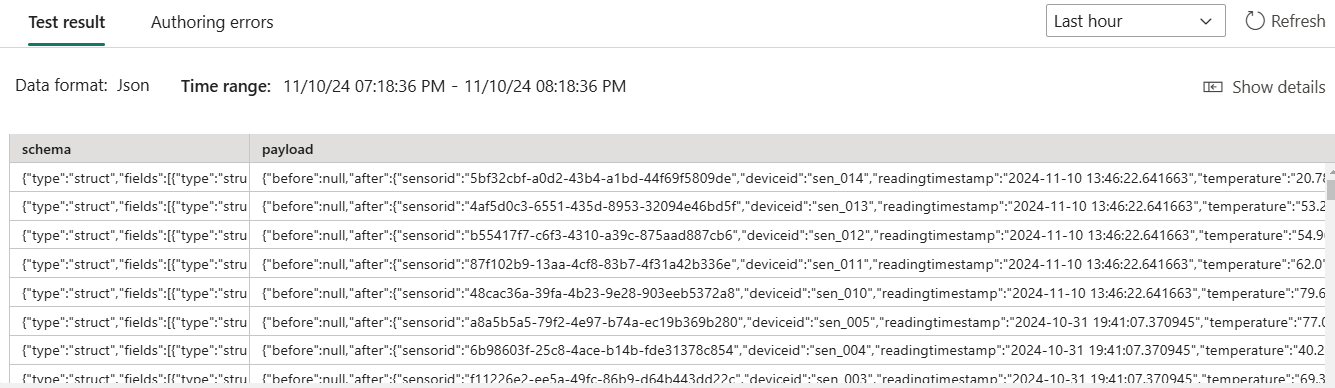 Test result Authoring errors Last hour Refresh
Data format: Json Time range: 11/10/24 07:18:36 PM - 11/10/24 08:18:36 PM Show details
schema payload
{"type":"struct","fields":[{"type":"stru {"before":null,"after":{"sensorid":"5bf32cbf-a0d2-43b4-a1bd-44f69f5809de","deviceid":"sen_014","readingtimestamp":"2024-11-10 13:46:22.641663","temperature":"20.78
{"type":"struct","fields":[{"type":"stru {"before":null,"after":{"sensorid":"4af5d0c3-6551-435d-8953-32094e46bd5f","deviceid":"sen_013","readingtimestamp":"2024-11-10 13:46:22.641663","temperature":"53.2
{"type":"struct","fields":[{"type":"stru {"before":null,"after":{"sensorid":"b55417f7-c6f3-4310-a39c-875aad887cb6","deviceid":"sen_012","readingtimestamp":"2024-11-10 13:46:22.641663","temperature":"54.96
{"type":"struct","fields":[{"type":"stru {"before":null,"after":{"sensorid":"87f102b9-13aa-4cf8-83b7-4f31a42b336e","deviceid":"sen_011","readingtimestamp":"2024-11-10 13:46:22.641663","temperature":"62.0
{"type":"struct","fields":[{"type":"stru {"before":null,"after":{"sensorid":"48cac36a-39fa-4b23-9e28-903eeb5372a8","deviceid":"sen_010","readingtimestamp":"2024-11-10 13:46:22.641663","temperature":"79.6
{"type":"struct","fields":[{"type":"stru {"before":null,"after":{"sensorid":"a8a5b5a5-79f2-4e97-b74a-ec19b369b280","deviceid":"sen_005","readingtimestamp":"2024-10-31 19:41:07.370945","temperature":"77.0
{"type":"struct","fields":[{"type":"stru {"before":null,"after":{"sensorid":"6b98603f-25c8-4ace-b14b-fde31378c854","deviceid":"sen_004","readingtimestamp":"2024-10-31 19:41:07.370945","temperature":"40.2
{"type":"struct","fields":[{"type":"stru {"before":null,"after":{"sensorid":"f11226e2-ee5a-49fc-86b9-d64b443dd22c","deviceid":"sen_003","readingtimestamp":"2024-10-31 19:41:07.370945","temperature":"69.3